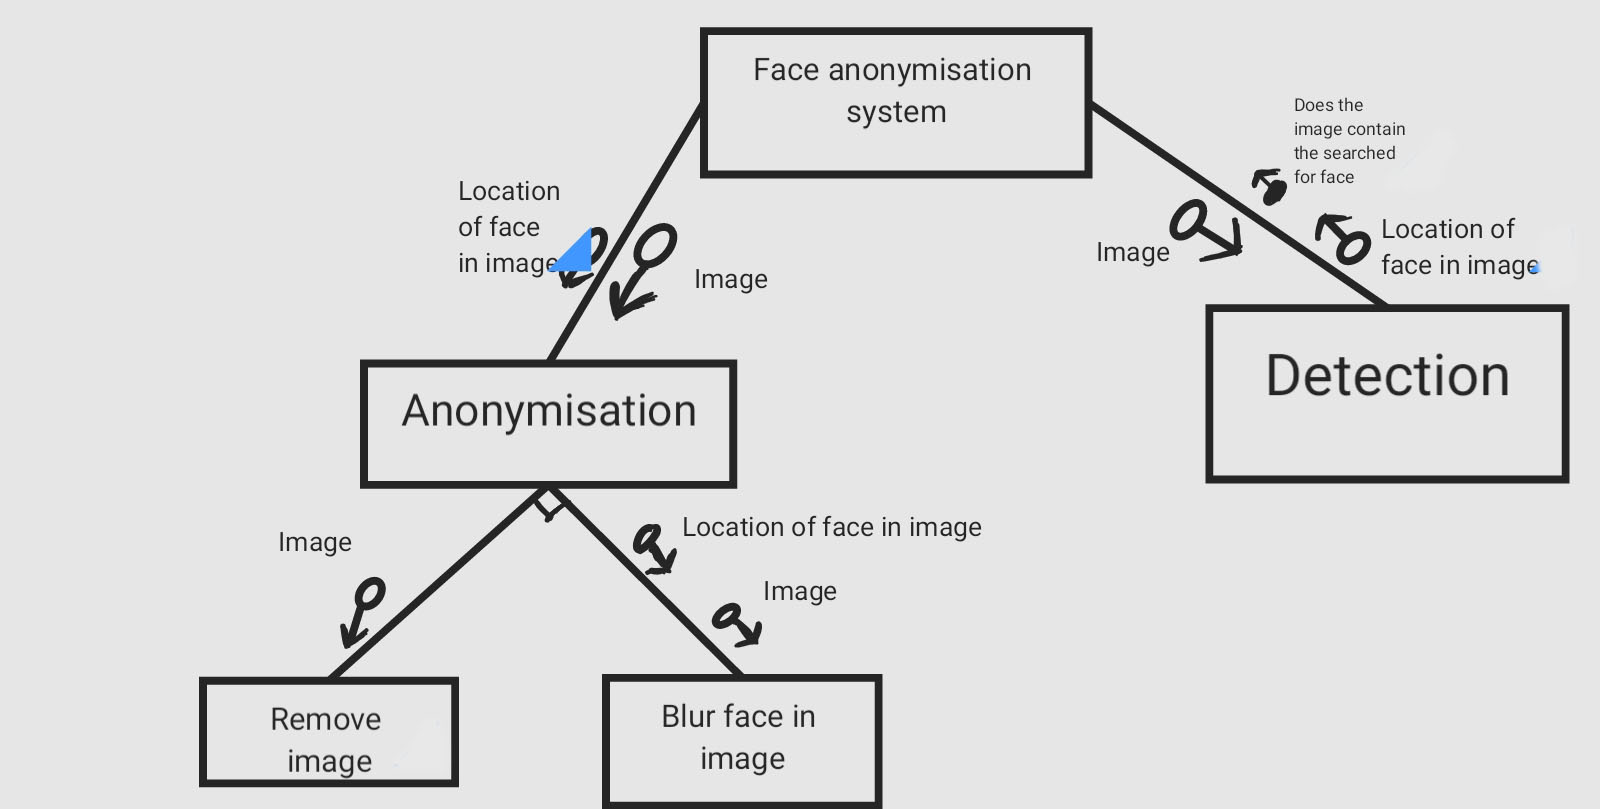 Face anonymisation
system
Does the
image contain
the searched
for face
Location
of face
in image
Image
Image
Location of
face in image
Anonymisation
Detection
Image
Location of face in image
Image
Remove
image
Blur face in
image